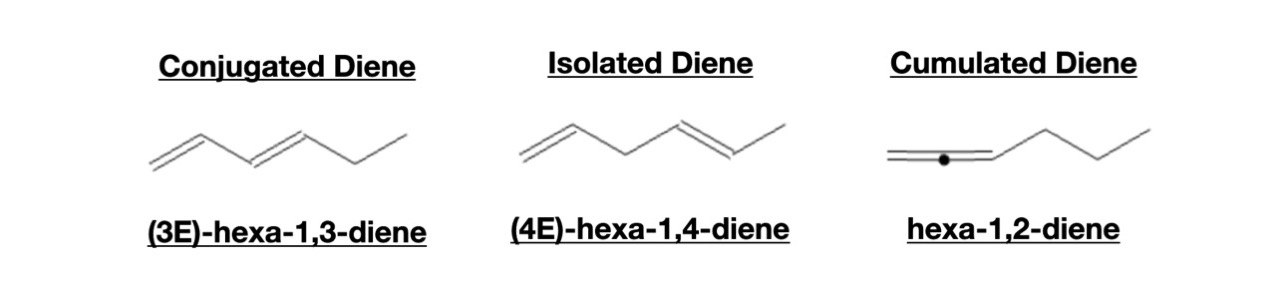 Conjugated Diene
Isolated Diene
Cumulated Diene
(3E)-hexa-1,3-diene
(4E)-hexa-1,4-diene
hexa-1,2-diene